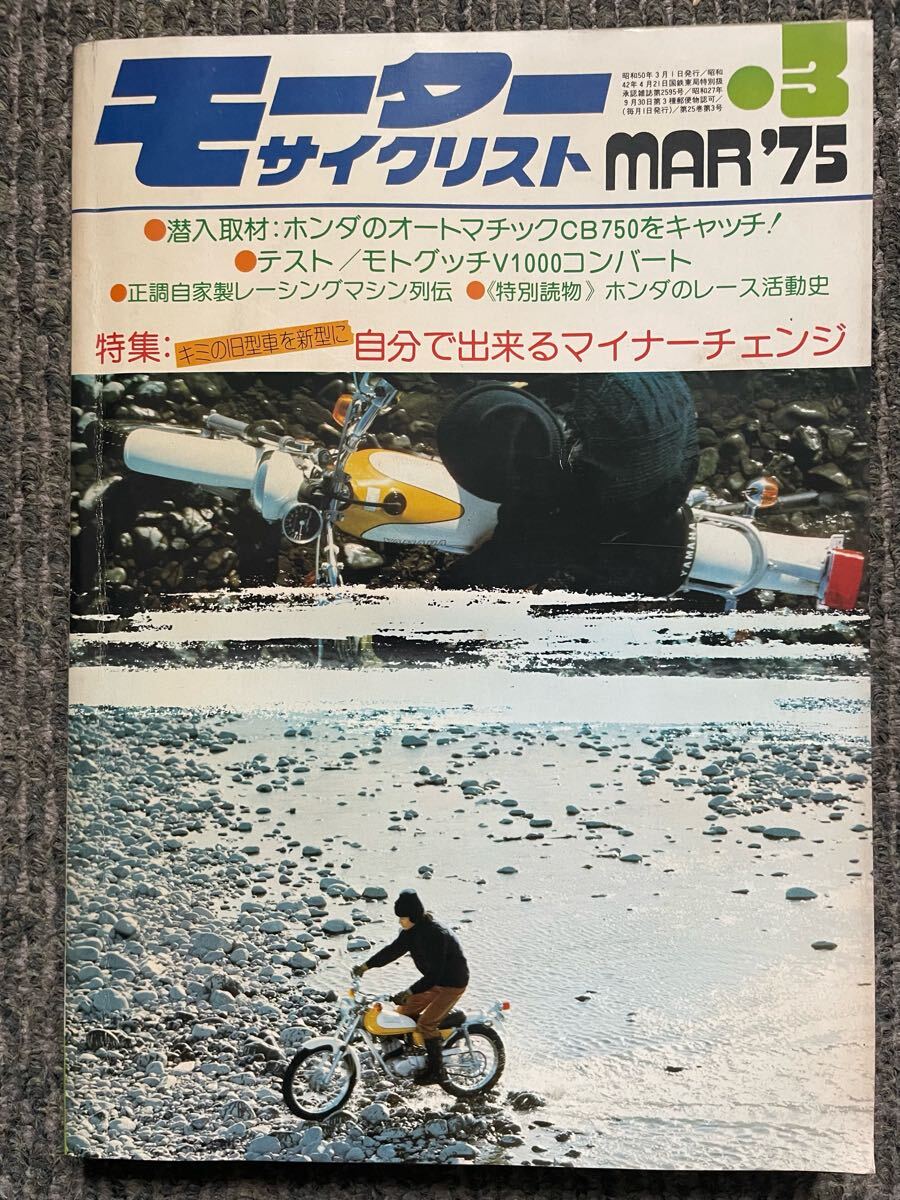 モーター
サイクリスト
昭和50年3月1日発行／昭和
42年4月21日国鉄東局特別扱
承認雑誌第2595号／昭和27年
9月30日第3種郵便物認可／
(毎月1日発行)／第25巻第3号
●3
MAR'75
●潜入取材:ホンダのオートマチックCB750をキャッチ!
●テスト／モトグッチV1000コンバート
●正調自家製レーシングマシン列伝 ●《特別読物》ホンダのレース活動史
特集: キミの旧型車を新型に 自分で出来るマイナーチェンジ
YAMAHA